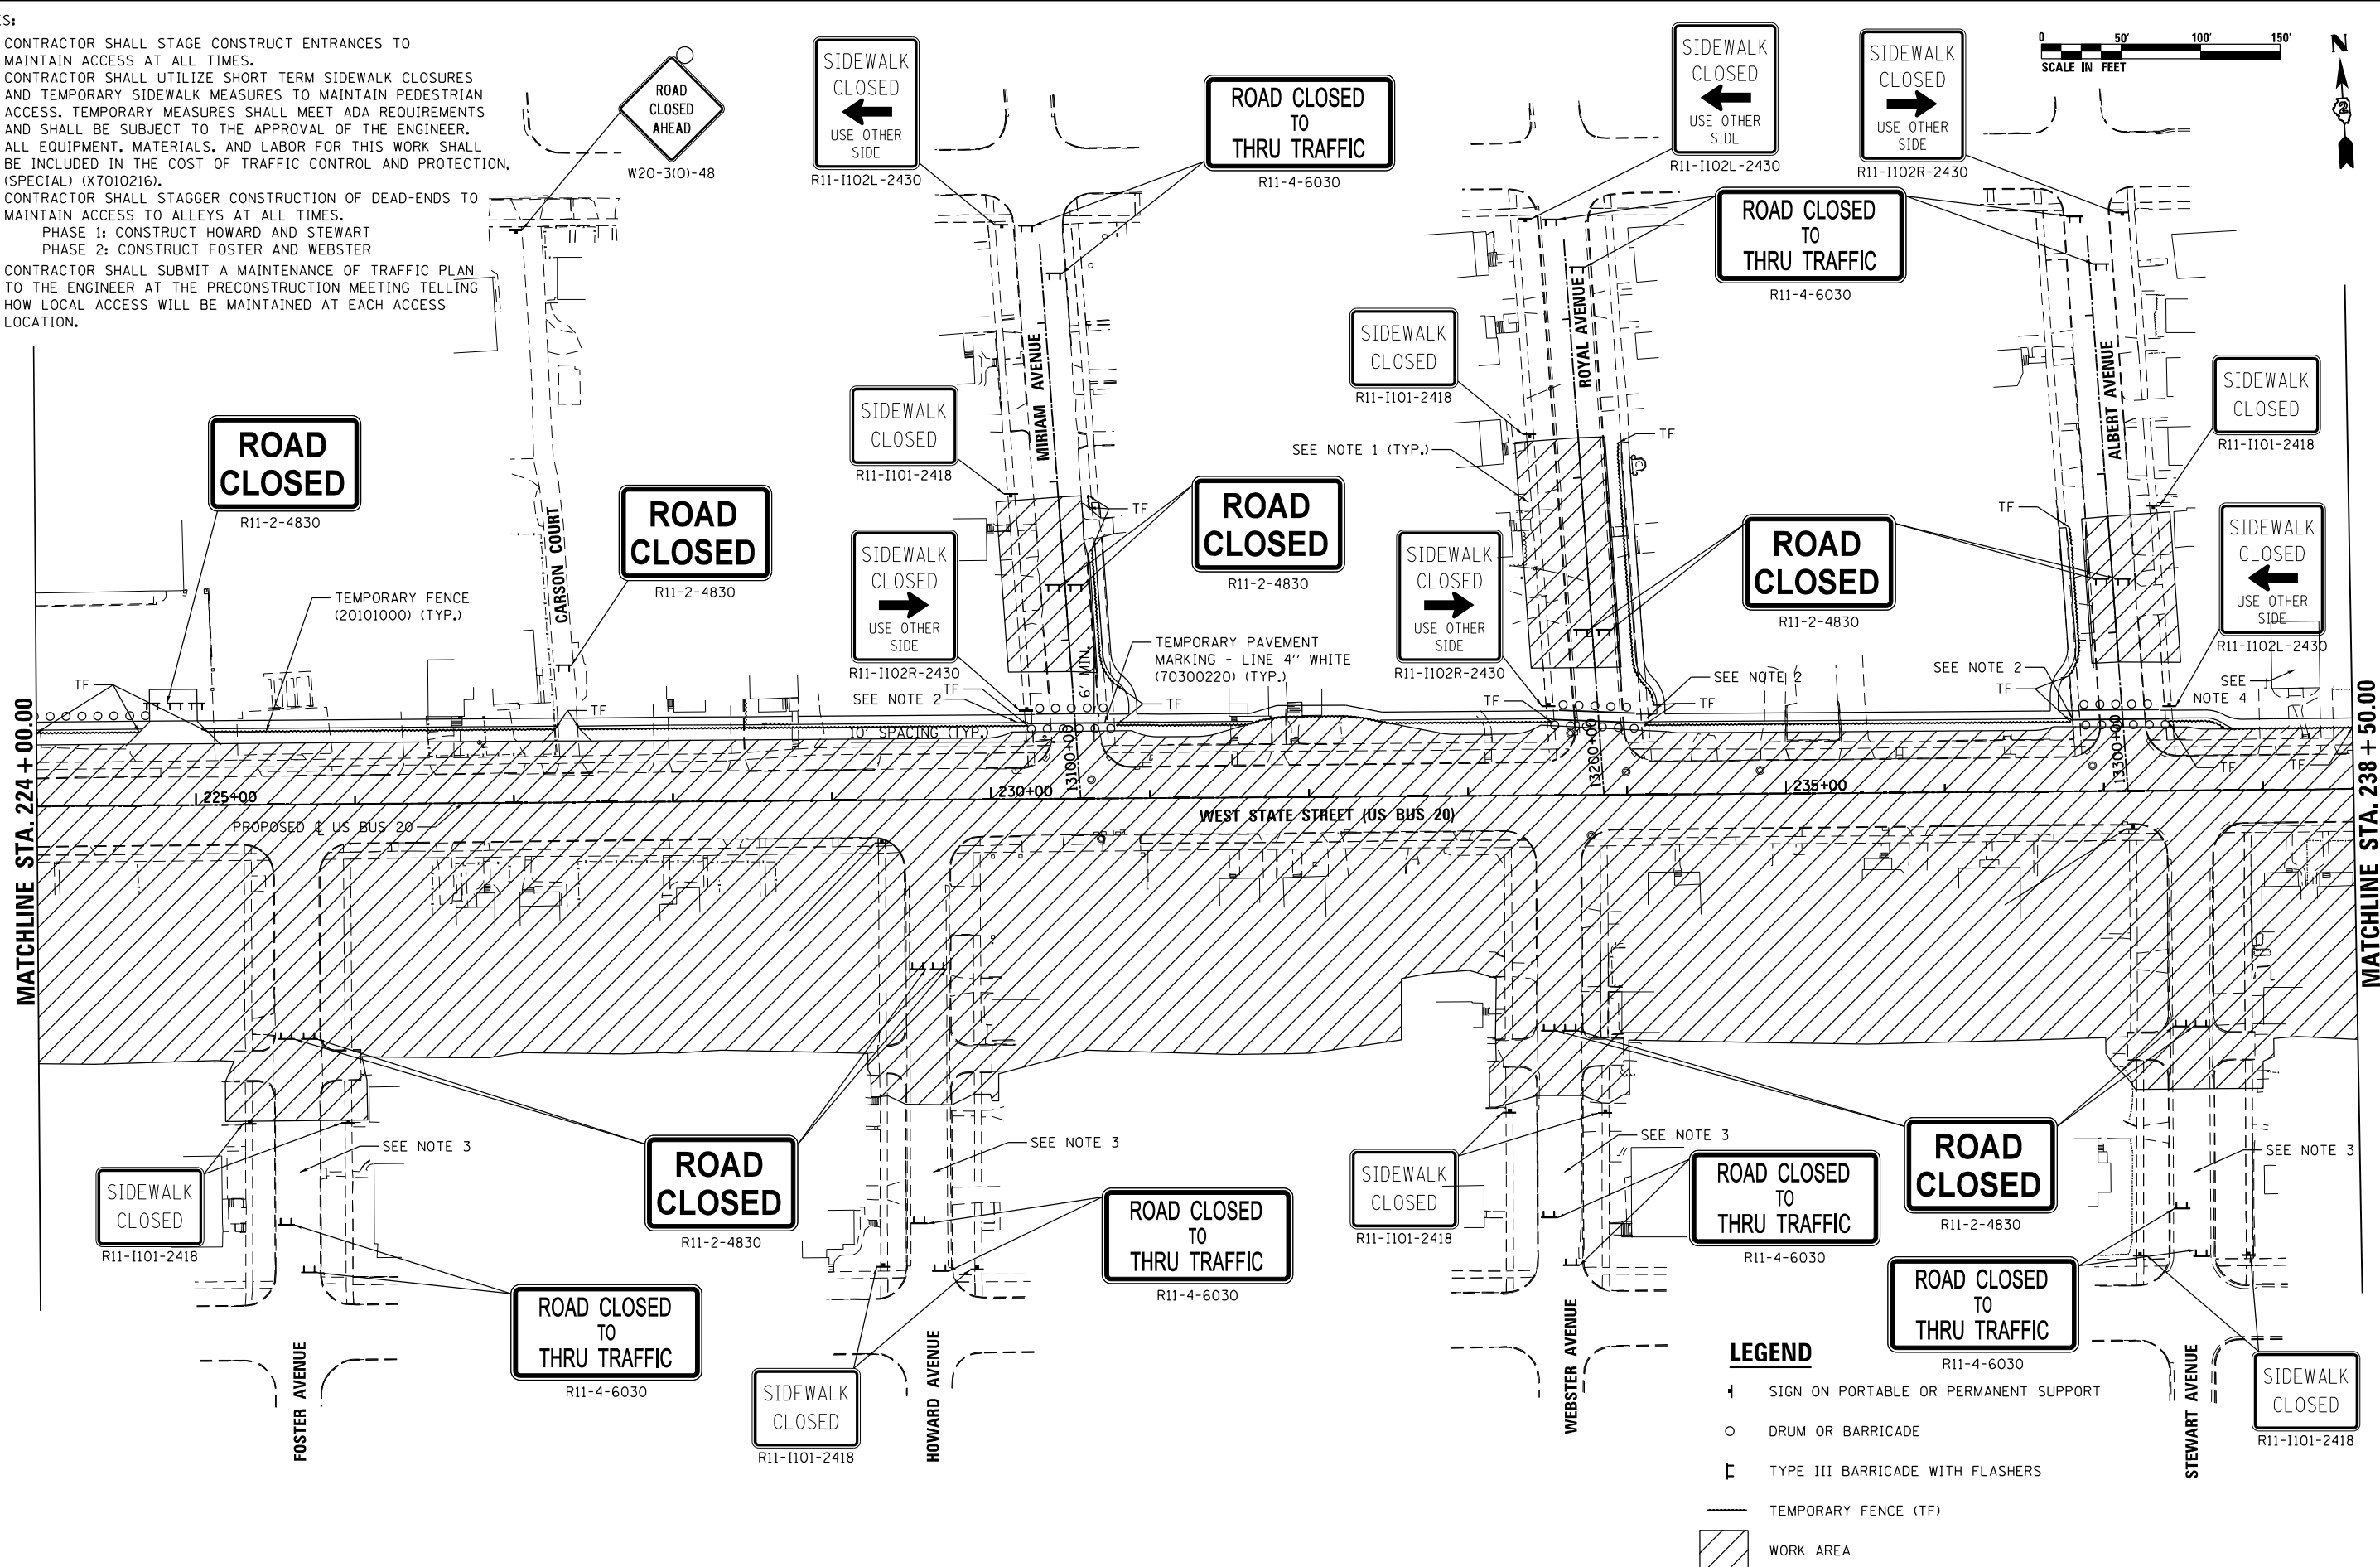 ES:
CONTRACTOR SHALL STAGE CONSTRUCT ENTRANCES TO
MAINTAIN ACCESS AT ALL TIMES.
CONTRACTOR SHALL UTILIZE SHORT TERM SIDEWALK CLOSURES
AND TEMPORARY SIDEWALK MEASURES TO MAINTAIN PEDESTRIAN
ACCESS. TEMPORARY MEASURES SHALL MEET ADA REQUIREMENTS
AND SHALL BE SUBJECT TO THE APPROVAL OF THE ENGINEER.
ALL EQUIPMENT, MATERIALS, AND LABOR FOR THIS WORK SHALL
BE INCLUDED IN THE COST OF TRAFFIC CONTROL AND PROTECTION,
(SPECIAL) (X7010216).
CONTRACTOR SHALL STAGGER CONSTRUCTION OF DEAD-ENDS TO
MAINTAIN ACCESS TO ALLEYS AT ALL TIMES.
PHASE 1: CONSTRUCT HOWARD AND STEWART
PHASE 2: CONSTRUCT FOSTER AND WEBSTER
CONTRACTOR SHALL SUBMIT A MAINTENANCE OF TRAFFIC PLAN
TO THE ENGINEER AT THE PRECONSTRUCTION MEETING TELLING
HOW LOCAL ACCESS WILL BE MAINTAINED AT EACH ACCESS
LOCATION.
ROAD
CLOSED
AHEAD
W20-3(O)-48
SIDEWALK
CLOSED
USE OTHER
SIDE
R11-I102L-2430
ROAD CLOSED
TO
THRU TRAFFIC
R11-4-6030
SIDEWALK
CLOSED
USE OTHER
SIDE
R11-I102L-2430
SIDEWALK
CLOSED
USE OTHER
SIDE
R11-I102R-2430
0 50' 100' 150'
SCALE IN FEET
N
2
ROAD CLOSED
TO
THRU TRAFFIC
R11-4-6030
SIDEWALK
CLOSED
R11-I101-2418
SIDEWALK
CLOSED
R11-I101-2418
SIDEWALK
CLOSED
R11-I101-2418
MIRIAM AVENUE
ROYAL AVENUE
ALBERT AVENUE
CARSON COURT
SEE NOTE 1 (TYP.)
TF
TF
TF
ROAD
CLOSED
R11-2-4830
ROAD
CLOSED
R11-2-4830
ROAD
CLOSED
R11-2-4830
ROAD
CLOSED
R11-2-4830
SIDEWALK
CLOSED
USE OTHER
SIDE
R11-I102R-2430
SIDEWALK
CLOSED
USE OTHER
SIDE
R11-I102R-2430
SIDEWALK
CLOSED
USE OTHER
SIDE
R11-I102L-2430
TEMPORARY FENCE
(20101000) (TYP.)
TEMPORARY PAVEMENT
MARKING - LINE 4'' WHITE
(70300220) (TYP.)
6' MIN.
TF
TF
TF
SEE NOTE 2
TF
TF
SEE NOTE 2
TF
SEE NOTE 2
TF
SEE
NOTE 4
TF
TF
10' SPACING (TYP.)
13100+00
13200+00
13300+00
225+00
230+00
235+00
PROPOSED ℄ US BUS 20
WEST STATE STREET (US BUS 20)
MATCHLINE STA. 224+00.00
MATCHLINE STA. 238+50.00
SEE NOTE 3
SEE NOTE 3
SEE NOTE 3
SEE NOTE 3
SIDEWALK
CLOSED
R11-I101-2418
ROAD
CLOSED
R11-2-4830
SIDEWALK
CLOSED
R11-I101-2418
ROAD
CLOSED
R11-2-4830
ROAD CLOSED
TO
THRU TRAFFIC
R11-4-6030
ROAD CLOSED
TO
THRU TRAFFIC
R11-4-6030
ROAD CLOSED
TO
THRU TRAFFIC
R11-4-6030
ROAD CLOSED
TO
THRU TRAFFIC
R11-4-6030
SIDEWALK
CLOSED
R11-I101-2418
SIDEWALK
CLOSED
R11-I101-2418
FOSTER AVENUE
HOWARD AVENUE
WEBSTER AVENUE
STEWART AVENUE
LEGEND
SIGN ON PORTABLE OR PERMANENT SUPPORT
DRUM OR BARRICADE
TYPE III BARRICADE WITH FLASHERS
TEMPORARY FENCE (TF)
WORK AREA